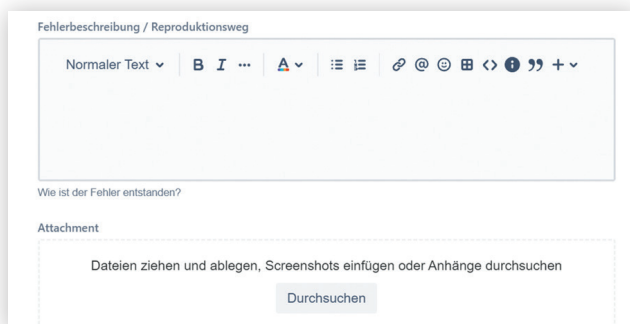 Fehlerbeschreibung / Reproduktionsweg
Normaler Text B I ... A @ <> i ” +
Wie ist der Fehler entstanden?
Attachment
Dateien ziehen und ablegen, Screenshots einfügen oder Anhänge durchsuchen
Durchsuchen